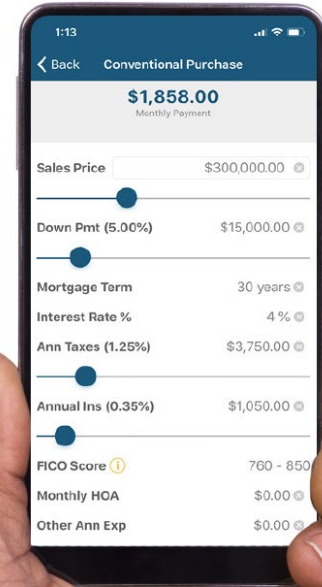 1:13
Back Conventional Purchase
$1,858.00
Monthly Payment
Sales Price $300,000.00
Down Pmt (5.00%) $15,000.00
Mortgage Term 30 years
Interest Rate % 4 %
Ann Taxes (1.25%) $3,750.00
Annual Ins (0.35%) $1,050.00
FICO Score 760 - 850
Monthly HOA $0.00
Other Ann Exp $0.00